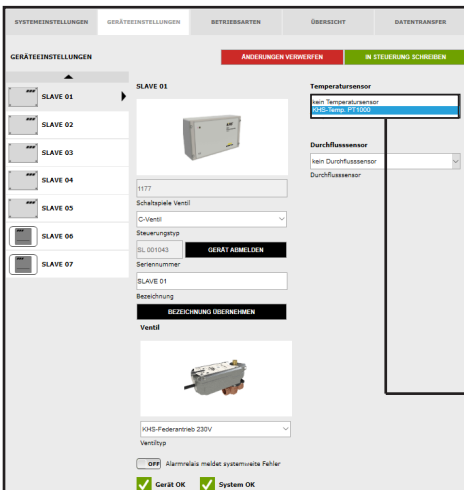 SYSTEMEINSTELLUNGEN
GERÄTEEINSTELLUNGEN
BETRIEBSARTEN
ÜBERSICHT
DATENTRANSFER
GERÄTEEINSTELLUNGEN
ÄNDERUNGEN VERWERFEN
IN STEUERUNG SCHREIBEN
SLAVE 01
SLAVE 02
SLAVE 03
SLAVE 04
SLAVE 05
SLAVE 06
SLAVE 07
SLAVE 01
1177
Schaltspiele Ventil
C-Ventil
Steuerungstyp
SL 001043
GERÄT ABMELDEN
Seriennummer
SLAVE 01
Bezeichnung
BEZEICHNUNG ÜBERNEHMEN
Ventil
KHS-Federantrieb 230V
Ventiltyp
OFF Alarmrelais meldet systemweite Fehler
Gerät OK
System OK
Temperatursensor
kein Temperatursensor
KHS-Temp. PT1000
Durchflusssensor
kein Durchflusssensor
Durchflusssensor